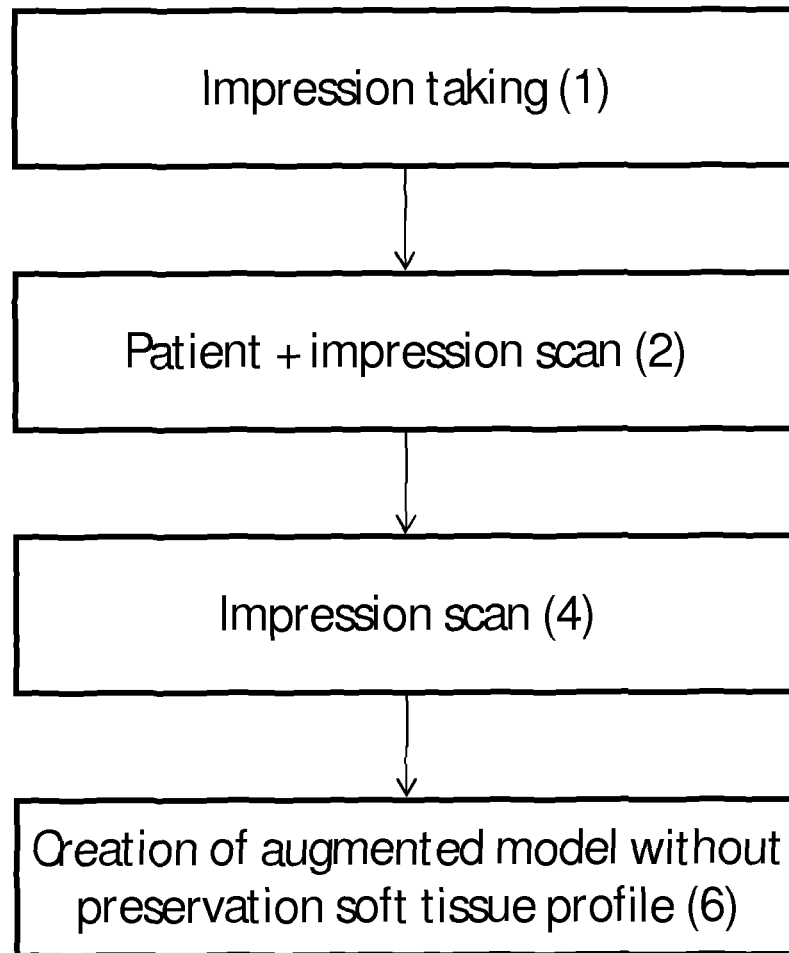 Impression taking (1)
Patient + impression scan (2)
Impression scan (4)
Creation of augmented model without
preservation soft tissue profile (6)